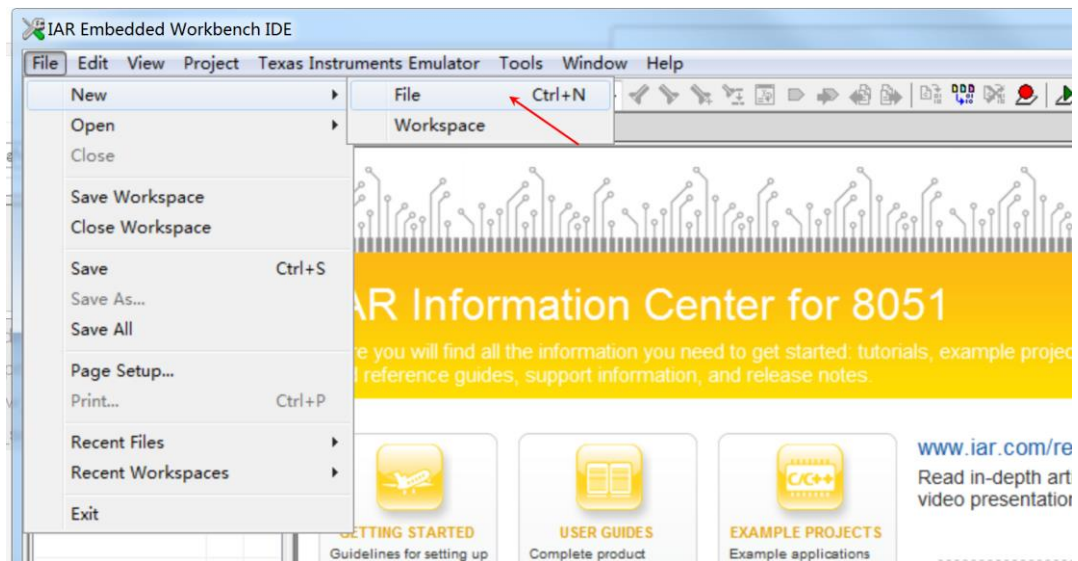 IAR Embedded Workbench IDE
File Edit View Project Texas Instruments Emulator Tools Window Help
New
File Ctrl+N
Open
Workspace
Close
Save Workspace
Close Workspace
Save Ctrl+S
Save As...
Save All
Page Setup...
Print... Ctrl+P
Recent Files
Recent Workspaces
Exit
AR Information Center for 8051
re you will find all the information you need to get started: tutorials, example projec
reference guides, support information, and release notes.
GETTING STARTED
Guidelines for setting up
USER GUIDES
Complete product
C/C++
EXAMPLE PROJECTS
Example applications
www.iar.com/re
Read in-depth arti
video presentation